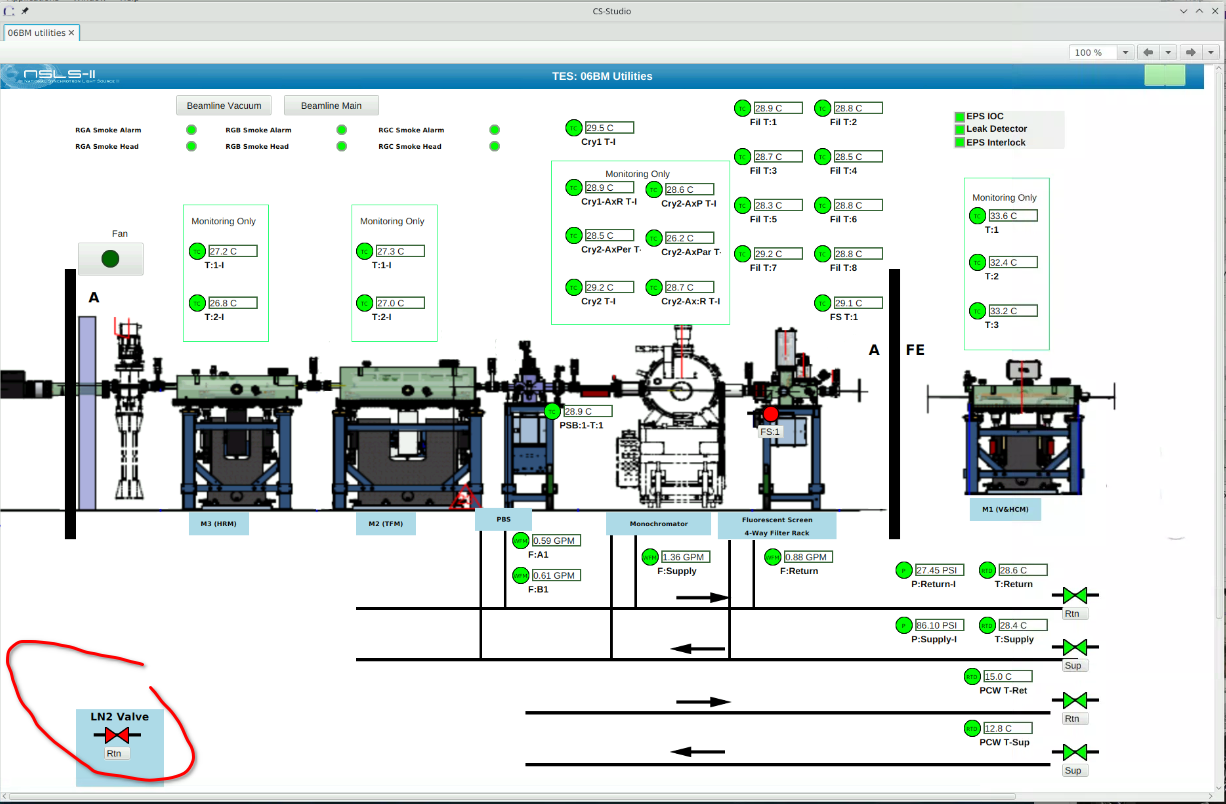 CS-Studio
06BM utilities
100 %
NSLS-II
TES: 06BM Utilities
Beamline Vacuum
Beamline Main
RGA Smoke Alarm
RGB Smoke Alarm
RGC Smoke Alarm
RGA Smoke Head
RGB Smoke Head
RGC Smoke Head
EPS IOC
Leak Detector
EPS Interlock
TC 29.5 C
Cry1 T-I
TC 28.9 C
Fil T:1
TC 28.8 C
Fil T:2
TC 28.7 C
Fil T:3
TC 28.5 C
Fil T:4
TC 28.3 C
Fil T:5
TC 28.8 C
Fil T:6
TC 29.2 C
Fil T:7
TC 28.8 C
Fil T:8
TC 29.1 C
FS T:1
Monitoring Only
TC 28.9 C
Cry1-AxR T-I
TC 28.6 C
Cry2-AxP T-I
TC 28.5 C
Cry2-AxPer T-
TC 26.2 C
Cry2-AxPar T-
TC 29.2 C
Cry2 T-I
TC 28.7 C
Cry2-Ax:R T-I
Fan
Monitoring Only
TC 27.2 C
T:1-I
TC 26.8 C
T:2-I
Monitoring Only
TC 27.3 C
T:1-I
TC 27.0 C
T:2-I
Monitoring Only
TC 33.6 C
T:1
TC 32.4 C
T:2
TC 33.2 C
T:3
A
A
FE
TC 28.9 C
PSB:1-T:1
FS:1
M3 (HRM)
M2 (TFM)
PBS
Monochromator
Fluorescent Screen
4-Way Filter Rack
M1 (V&HCM)
WFM 0.59 GPM
F:A1
WFM 0.61 GPM
F:B1
WFM 1.36 GPM
F:Supply
WFM 0.88 GPM
F:Return
P 27.45 PSI
P:Return-I
RTD 28.6 C
T:Return
Rtn
P 86.10 PSI
P:Supply-I
RTD 28.4 C
T:Supply
Sup
RTD 15.0 C
PCW T-Ret
Rtn
RTD 12.8 C
PCW T-Sup
Sup
LN2 Valve
Rtn